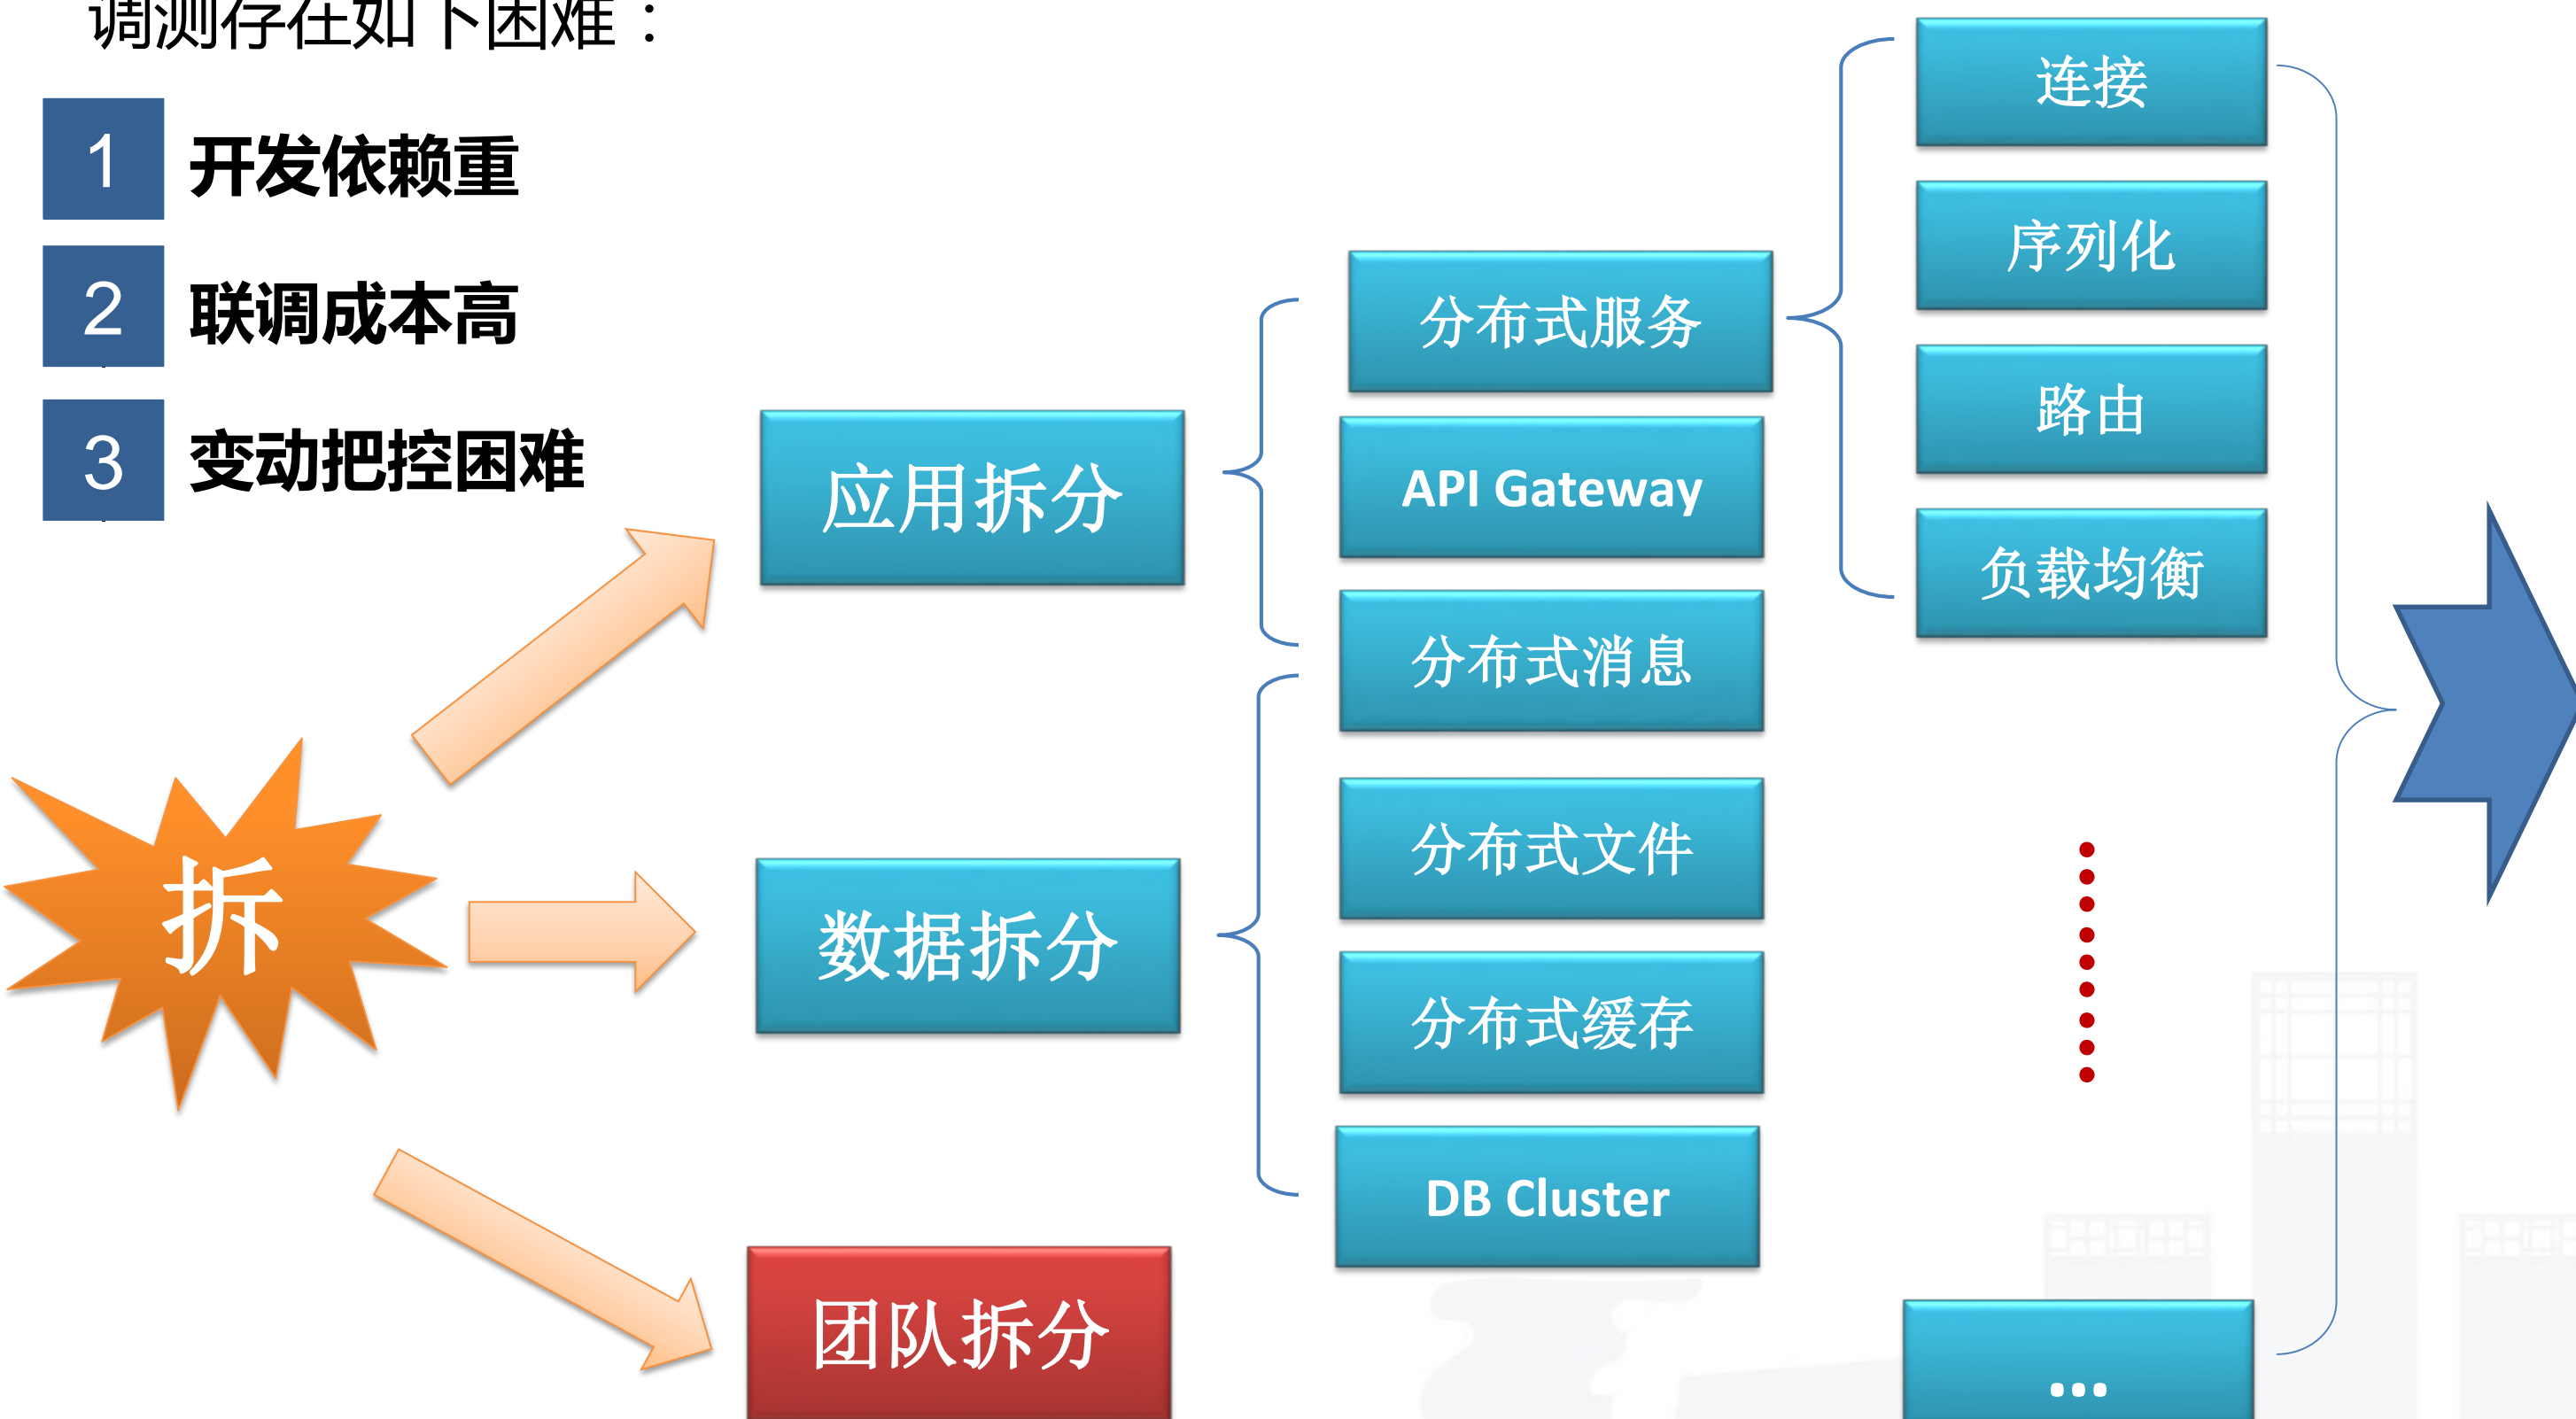 调测存在如下困难：
1 开发依赖重
2 联调成本高
3 变动把控困难
拆
应用拆分
数据拆分
团队拆分
分布式服务
API Gateway
分布式消息
分布式文件
分布式缓存
DB Cluster
连接
序列化
路由
负载均衡
...